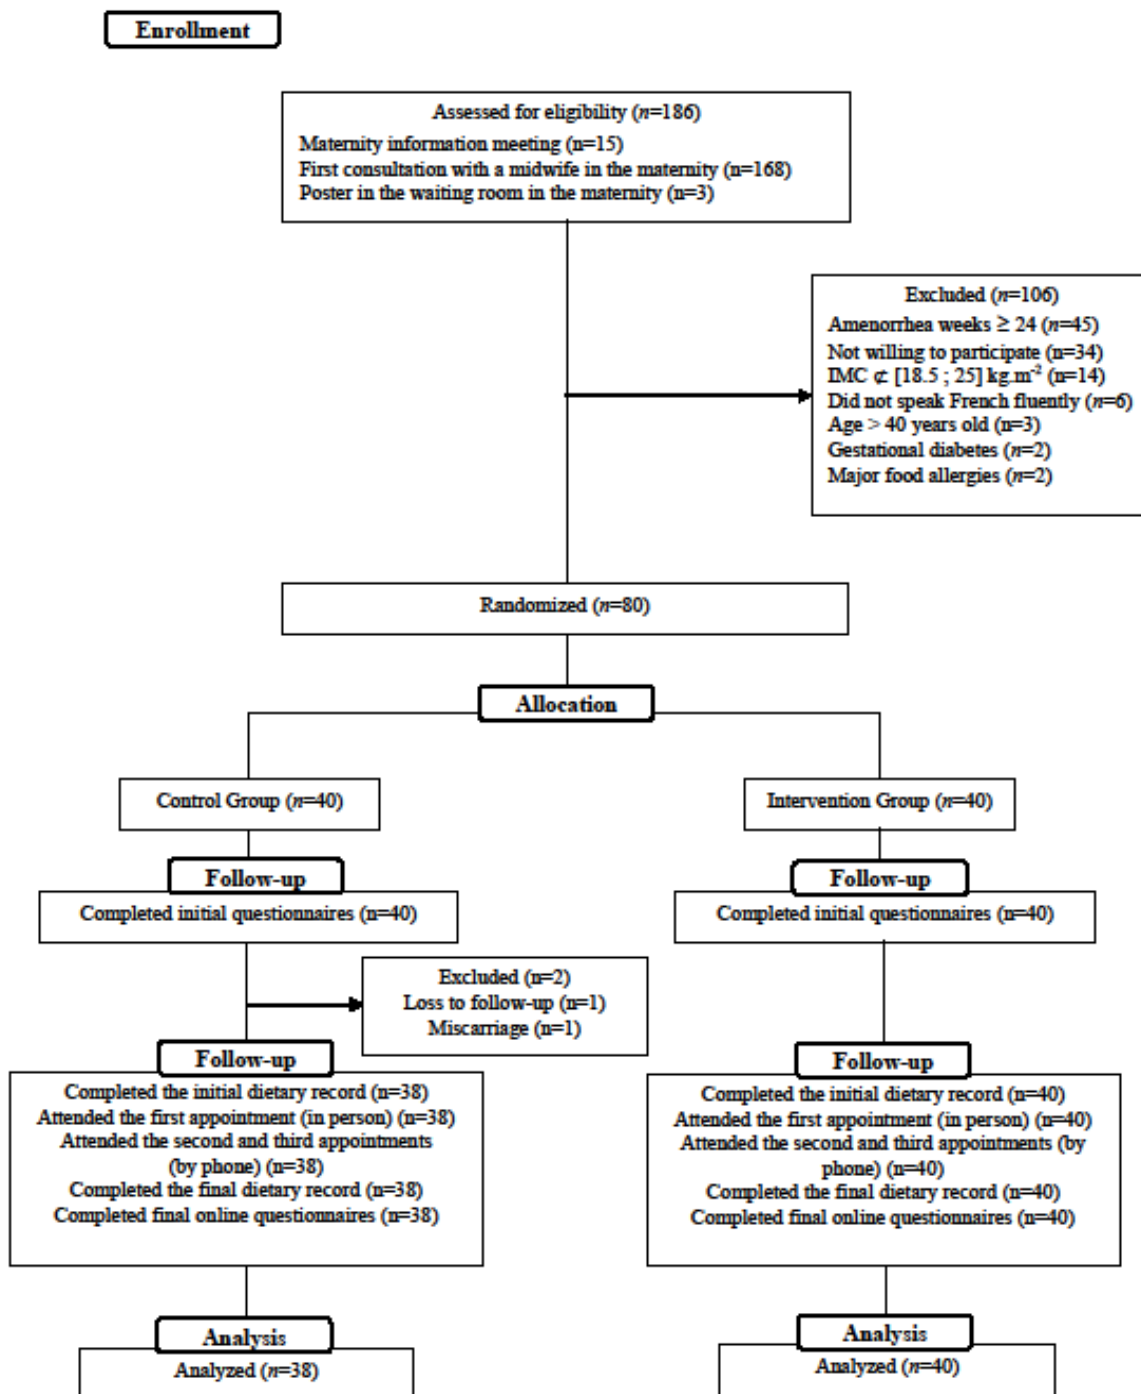 Enrollment
Assessed for eligibility (n=186)
Maternity information meeting (n=15)
First consultation with a midwife in the maternity (n=168)
Poster in the waiting room in the maternity (n=3)
Excluded (n=106)
Amenorrhea weeks ≥ 24 (n=45)
Not willing to participate (n=34)
IMC ⊄ [18.5 ; 25] kg.m⁻² (n=14)
Did not speak French fluently (n=6)
Age > 40 years old (n=3)
Gestational diabetes (n=2)
Major food allergies (n=2)
Randomized (n=80)
Allocation
Control Group (n=40)
Follow-up
Completed initial questionnaires (n=40)
Excluded (n=2)
Loss to follow-up (n=1)
Miscarriage (n=1)
Follow-up
Completed the initial dietary record (n=38)
Attended the first appointment (in person) (n=38)
Attended the second and third appointments
(by phone) (n=38)
Completed the final dietary record (n=38)
Completed final online questionnaires (n=38)
Analysis
Analyzed (n=38)
Intervention Group (n=40)
Follow-up
Completed initial questionnaires (n=40)
Follow-up
Completed the initial dietary record (n=40)
Attended the first appointment (in person) (n=40)
Attended the second and third appointments (by
phone) (n=40)
Completed the final dietary record (n=40)
Completed final online questionnaires (n=40)
Analysis
Analyzed (n=40)